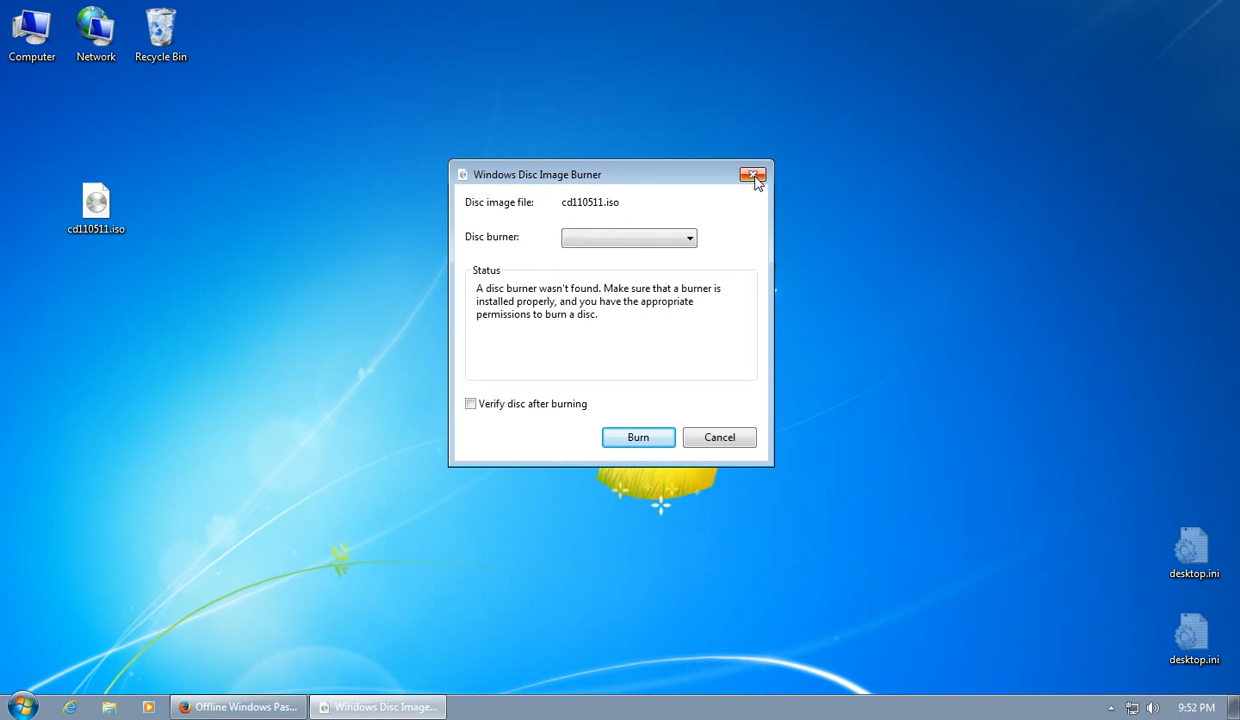 Computer
Network
Recycle Bin
cd110511.iso
Windows Disc Image Burner
Disc image file: cd110511.iso
Disc burner:
Status
A disc burner wasn't found. Make sure that a burner is
installed properly, and you have the appropriate
permissions to burn a disc.
Verify disc after burning
Burn
Cancel
desktop.ini
desktop.ini
Offline Windows Pas...
Windows Disc Image...
9:52 PM